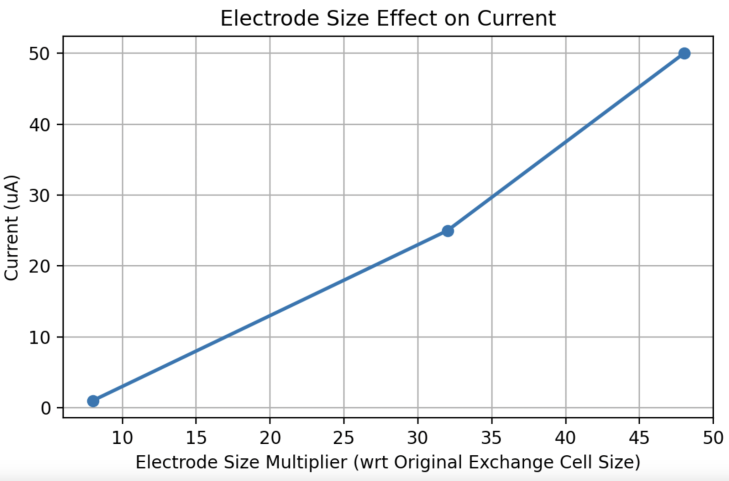 Electrode Size Effect on Current
50
40
30
20
10
0
Current (uA)
10 15 20 25 30 35 40 45 50
Electrode Size Multiplier (wrt Original Exchange Cell Size)